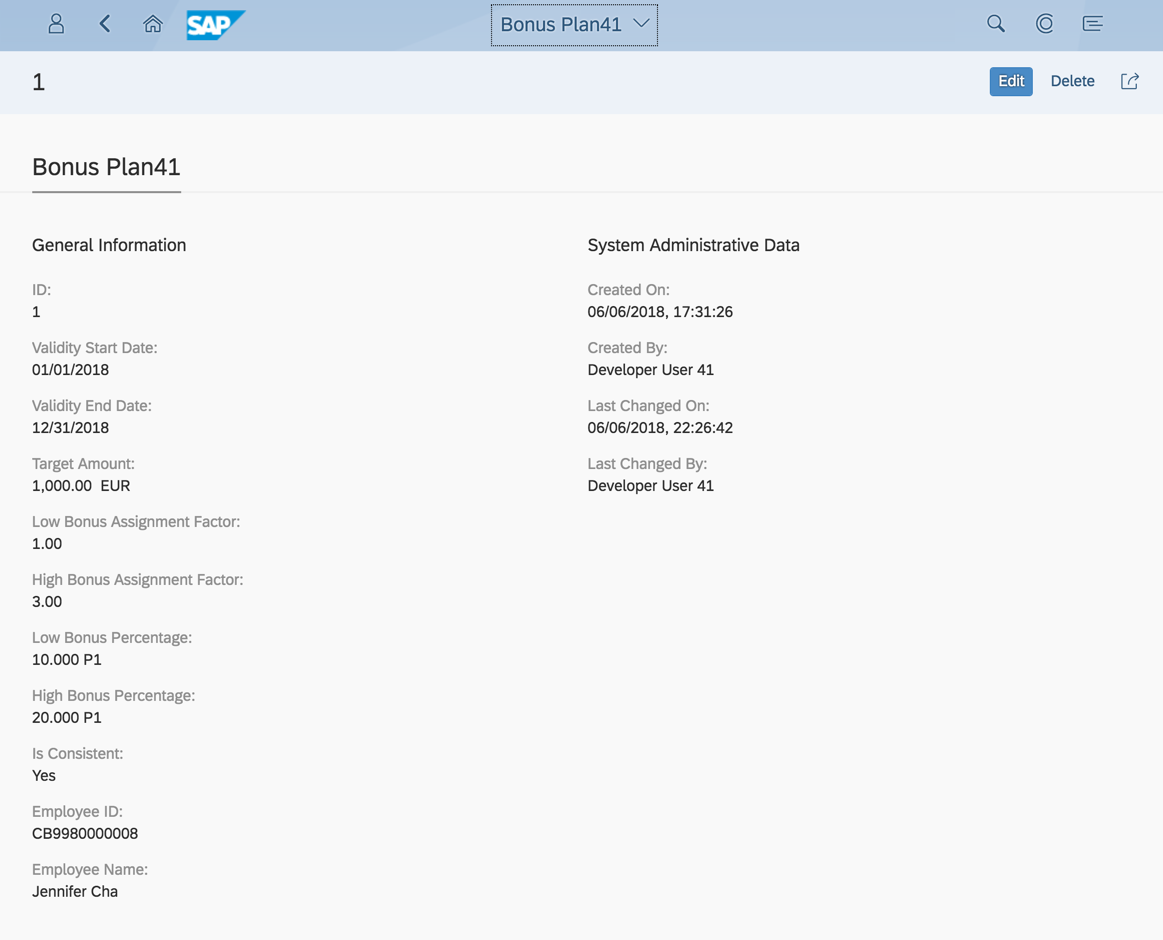 SAP
Bonus Plan41
1
Edit
Delete
Bonus Plan41
General Information
ID:
1
Validity Start Date:
01/01/2018
Validity End Date:
12/31/2018
Target Amount:
1,000.00 EUR
Low Bonus Assignment Factor:
1.00
High Bonus Assignment Factor:
3.00
Low Bonus Percentage:
10.000 P1
High Bonus Percentage:
20.000 P1
Is Consistent:
Yes
Employee ID:
CB9980000008
Employee Name:
Jennifer Cha
System Administrative Data
Created On:
06/06/2018, 17:31:26
Created By:
Developer User 41
Last Changed On:
06/06/2018, 22:26:42
Last Changed By:
Developer User 41